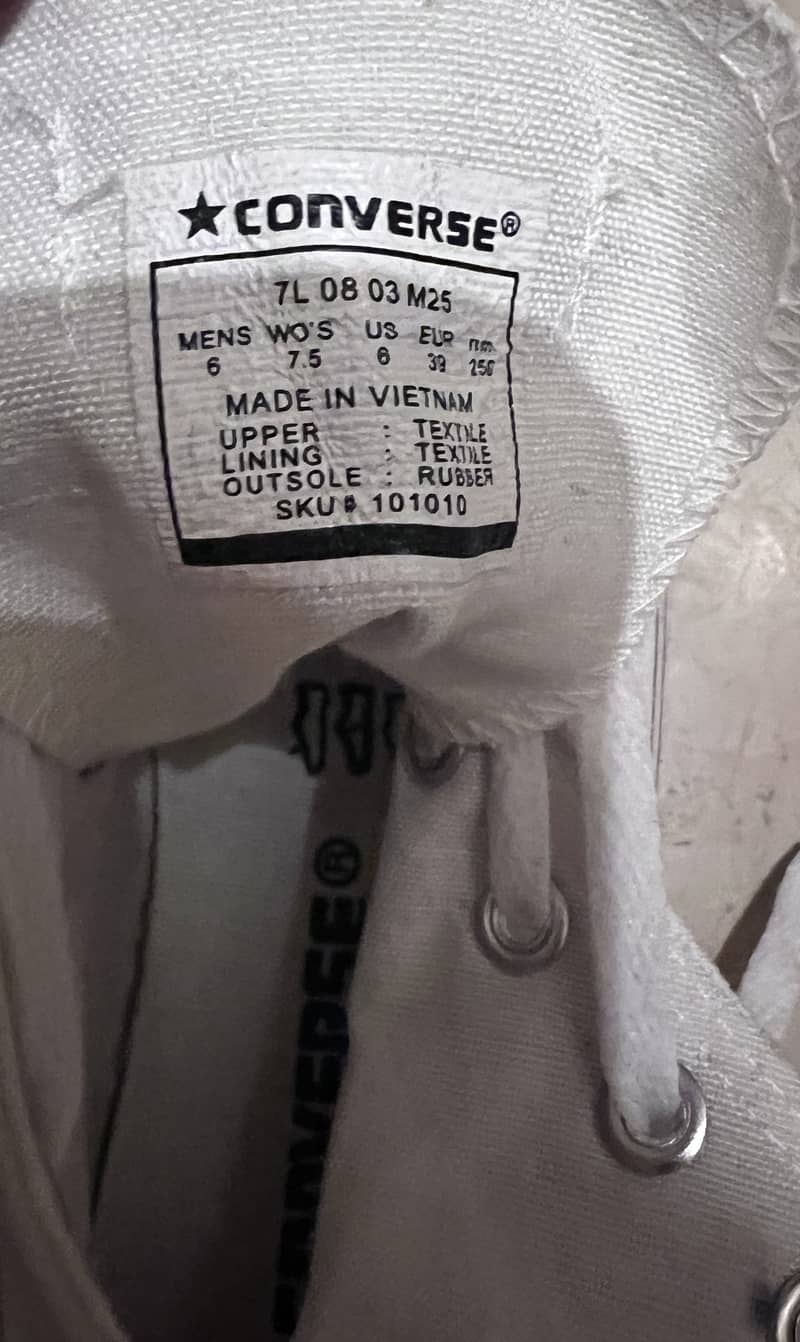 ★CONVERSE®
7L 08 03 M25
MENS WO'S US EUR mm.
6 7.5 6 39 250
MADE IN VIETNAM
UPPER : TEXTILE
LINING : TEXTILE
OUTSOLE : RUBBER
SKU# 101010
CONVERSE®